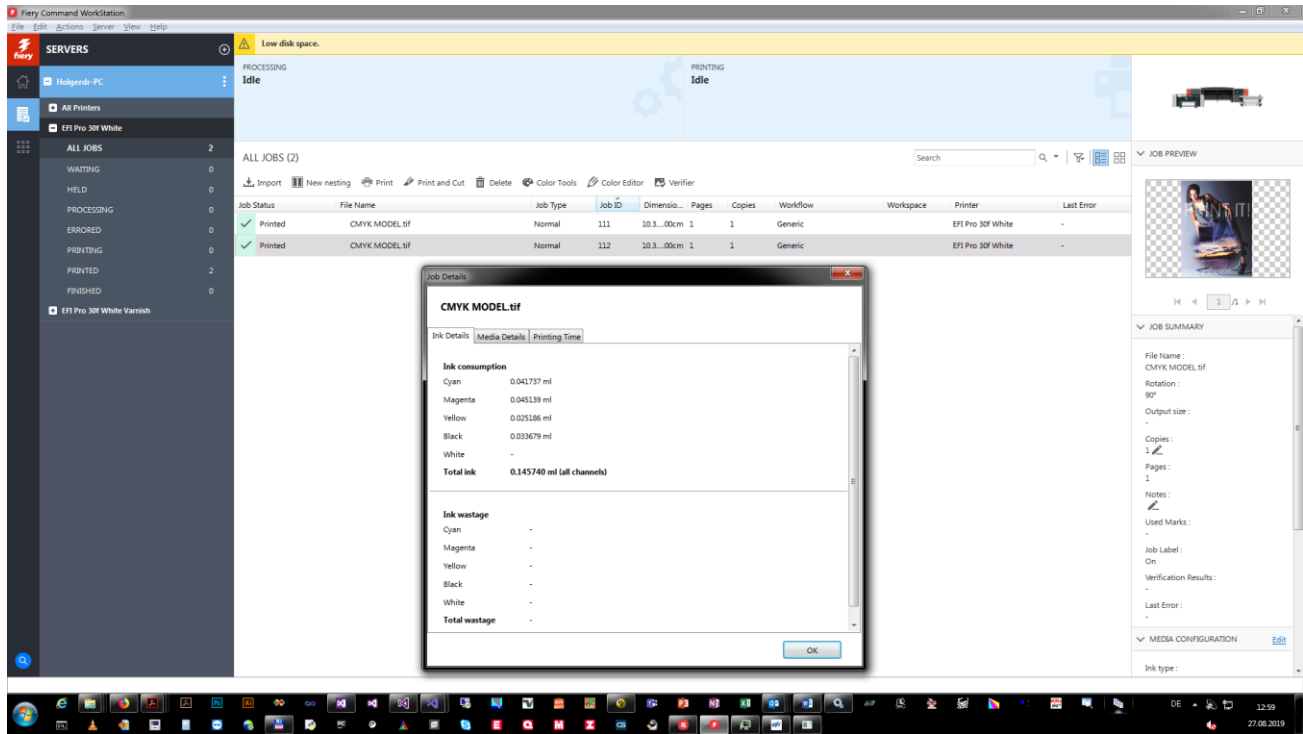 Fiery Command WorkStation
File Edit Actions Server View Help
fiery
SERVERS
Low disk space.
Holgerdr-PC
All Printers
EFI Pro 30f White
ALL JOBS 2
WAITING 0
HELD 0
PROCESSING 0
ERRORED 0
PRINTING 0
PRINTED 2
FINISHED 0
EFI Pro 30f White Varnish
PROCESSING
Idle
PRINTING
Idle
ALL JOBS (2)
Search
Import New nesting Print Print and Cut Delete Color Tools Color Editor Verifier
Job Status File Name Job Type Job ID Dimensio... Pages Copies Workflow Workspace Printer Last Error
Printed CMYK MODEL.tif Normal 111 10.3....00cm 1 1 Generic EFI Pro 30f White -
Printed CMYK MODEL.tif Normal 112 10.3....00cm 1 1 Generic EFI Pro 30f White -
Job Details
CMYK MODEL.tif
Ink Details Media Details Printing Time
Ink consumption
Cyan 0.041737 ml
Magenta 0.045139 ml
Yellow 0.025186 ml
Black 0.033679 ml
White -
Total ink 0.145740 ml (all channels)
Ink wastage
Cyan -
Magenta -
Yellow -
Black -
White -
Total wastage -
OK
JOB PREVIEW
PRINT IT!
1 /1
JOB SUMMARY
File Name :
CMYK MODEL.tif
Rotation :
90°
Output size :
-
Copies :
1
Pages :
1
Notes :
Used Marks :
-
Job Label :
On
Verification Results :
-
Last Error :
-
MEDIA CONFIGURATION Edit
Ink type :
DE 12:59
27.08.2019